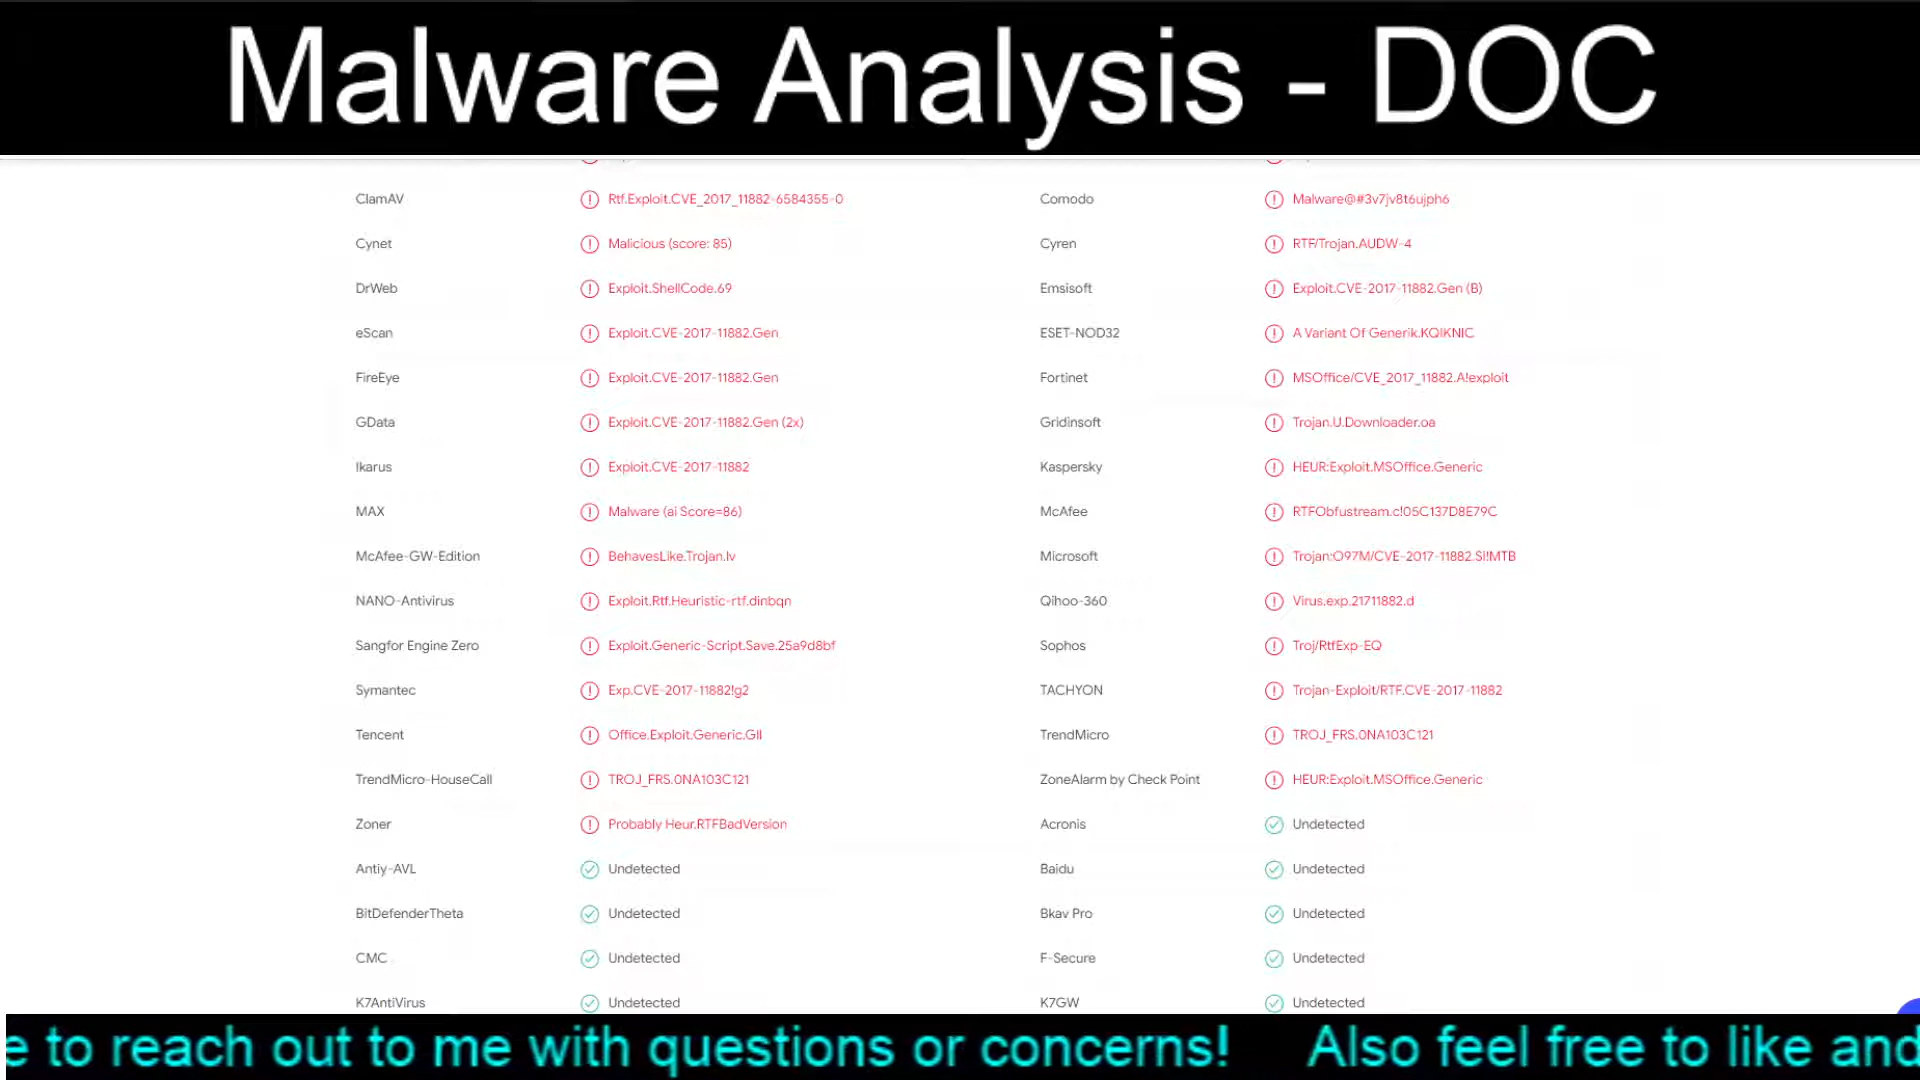 Malware Analysis - DOC
ClamAV Rtf.Exploit.CVE_2017_11882-6584355-0 Comodo Malware@#3v7jv8t6ujph6
Cynet Malicious (score: 85) Cyren RTF/Trojan.AUDW-4
DrWeb Exploit.ShellCode.69 Emsisoft Exploit.CVE-2017-11882.Gen (B)
eScan Exploit.CVE-2017-11882.Gen ESET-NOD32 A Variant Of Generik.KQIKNIC
FireEye Exploit.CVE-2017-11882.Gen Fortinet MSOffice/CVE_2017_11882.A!exploit
GData Exploit.CVE-2017-11882.Gen (2x) Gridinsoft Trojan.U.Downloader.oa
Ikarus Exploit.CVE-2017-11882 Kaspersky HEUR:Exploit.MSOffice.Generic
MAX Malware (ai Score=86) McAfee RTFObfustream.c!05C137D8E79C
McAfee-GW-Edition BehavesLike.Trojan.lv Microsoft Trojan:O97M/CVE-2017-11882.SI!MTB
NANO-Antivirus Exploit.Rtf.Heuristic-rtf.dinbqn Qihoo-360 Virus.exp.21711882.d
Sangfor Engine Zero Exploit.Generic-Script.Save.25a9d8bf Sophos Troj/RtfExp-EQ
Symantec Exp.CVE-2017-11882!g2 TACHYON Trojan-Exploit/RTF.CVE-2017-11882
Tencent Office.Exploit.Generic.Gll TrendMicro TROJ_FRS.0NA103C121
TrendMicro-HouseCall TROJ_FRS.0NA103C121 ZoneAlarm by Check Point HEUR:Exploit.MSOffice.Generic
Zoner Probably Heur.RTFBadVersion Acronis Undetected
Antiy-AVL Undetected Baidu Undetected
BitDefenderTheta Undetected Bkav Pro Undetected
CMC Undetected F-Secure Undetected
K7AntiVirus Undetected K7GW Undetected
e to reach out to me with questions or concerns! Also feel free to like and